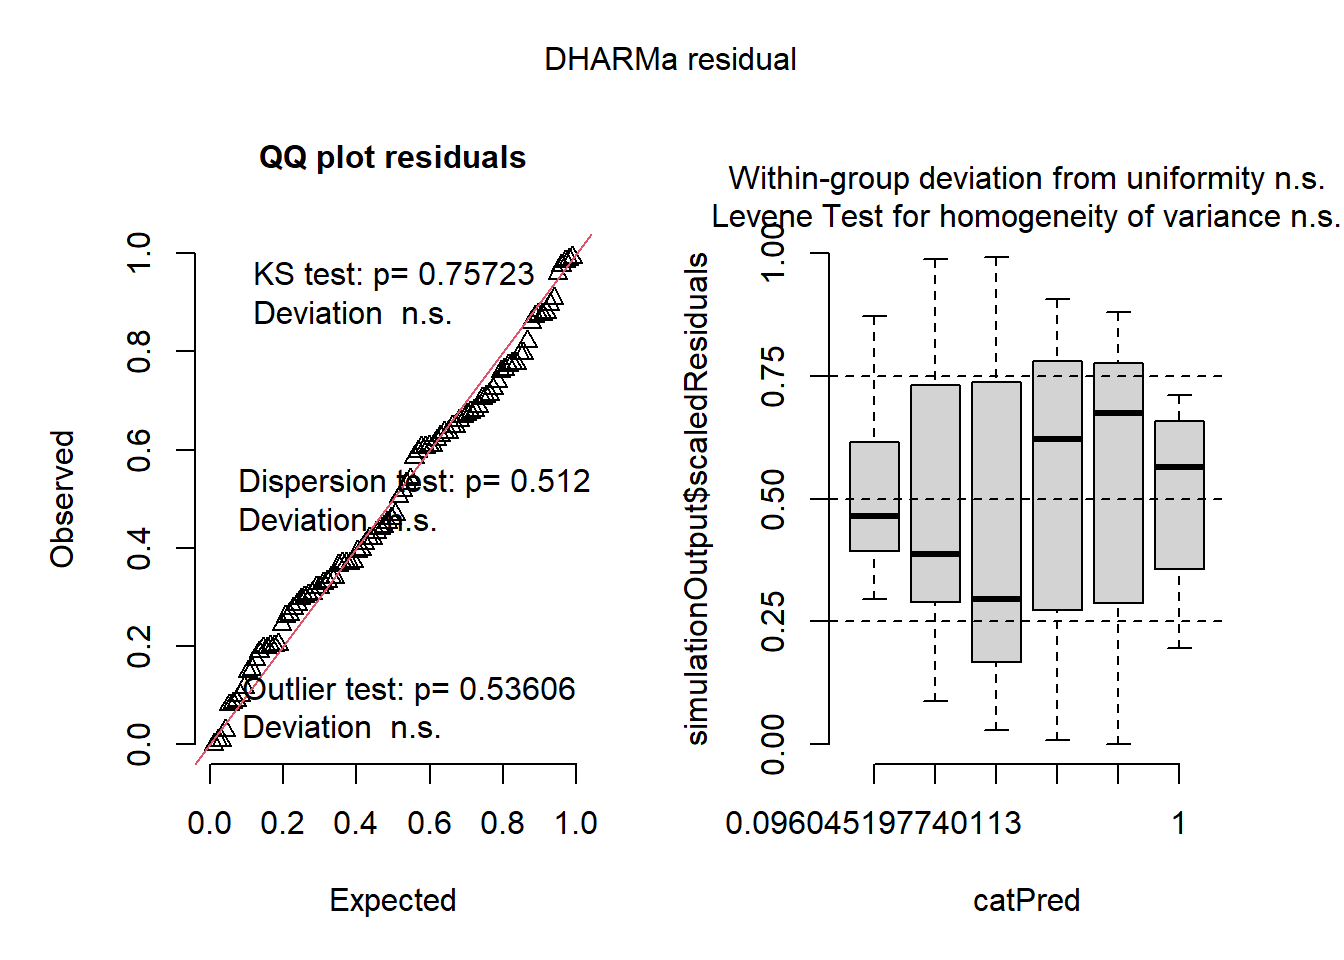 DHARMa residual
QQ plot residuals
KS test: p= 0.75723
Deviation n.s.
Dispersion test: p= 0.512
Deviation n.s.
Outlier test: p= 0.53606
Deviation n.s.
Observed
0.0 0.2 0.4 0.6 0.8 1.0
0.0 0.2 0.4 0.6 0.8 1.0
Expected
Within-group deviation from uniformity n.s.
Levene Test for homogeneity of variance n.s.
simulationOutput$scaledResiduals
0.00 0.25 0.50 0.75 1.00
0.096045197740113 1
catPred